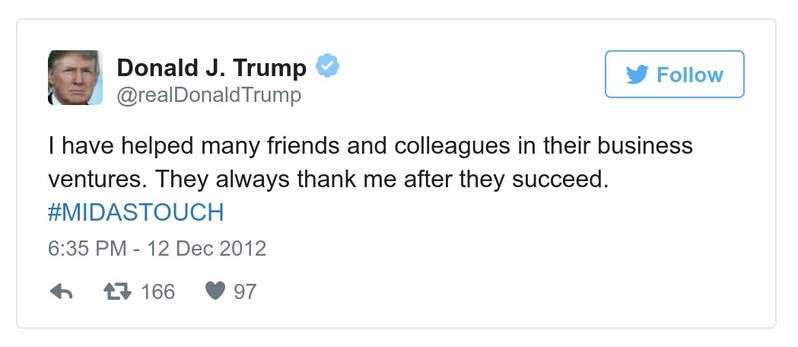 Donald J. Trump
@realDonaldTrump
Follow
I have helped many friends and colleagues in their business
ventures. They always thank me after they succeed.
#MIDASTOUCH
6:35 PM - 12 Dec 2012
166 97